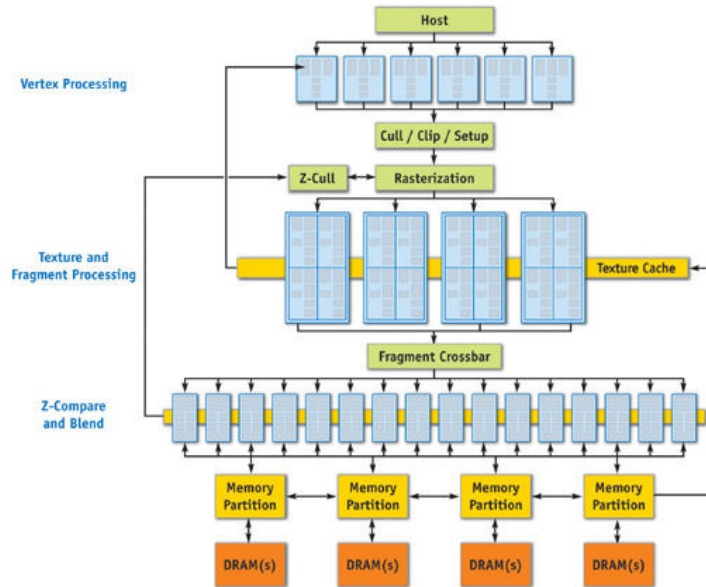 Host
Vertex Processing
Cull / Clip / Setup
Z-Cull
Rasterization
Texture and
Fragment Processing
Texture Cache
Fragment Crossbar
Z-Compare
and Blend
Memory
Partition
Memory
Partition
Memory
Partition
Memory
Partition
DRAM(s)
DRAM(s)
DRAM(s)
DRAM(s)